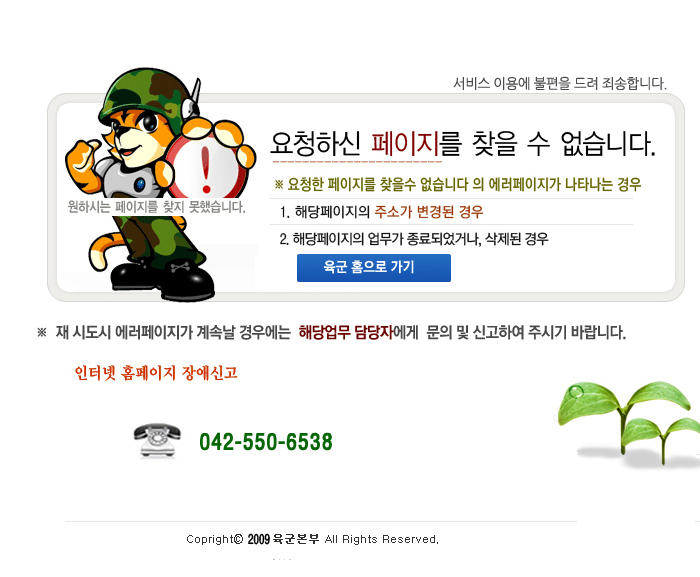 서비스 이용에 불편을 드려 죄송합니다.
요청하신 페이지를 찾을 수 없습니다.
원하시는 페이지를 찾지 못했습니다.
※ 요청한 페이지를 찾을수 없습니다 의 에러페이지가 나타나는 경우
1. 해당페이지의 주소가 변경된 경우
2. 해당페이지의 업무가 종료되었거나, 삭제된 경우
육군 홈으로 가기
※ 재 시도시 에러페이지가 계속날 경우에는 해당업무 담당자에게 문의 및 신고하여 주시기 바랍니다.
인터넷 홈페이지 장애신고
042-550-6538
Copright© 2009 육군본부 All Rights Reserved.